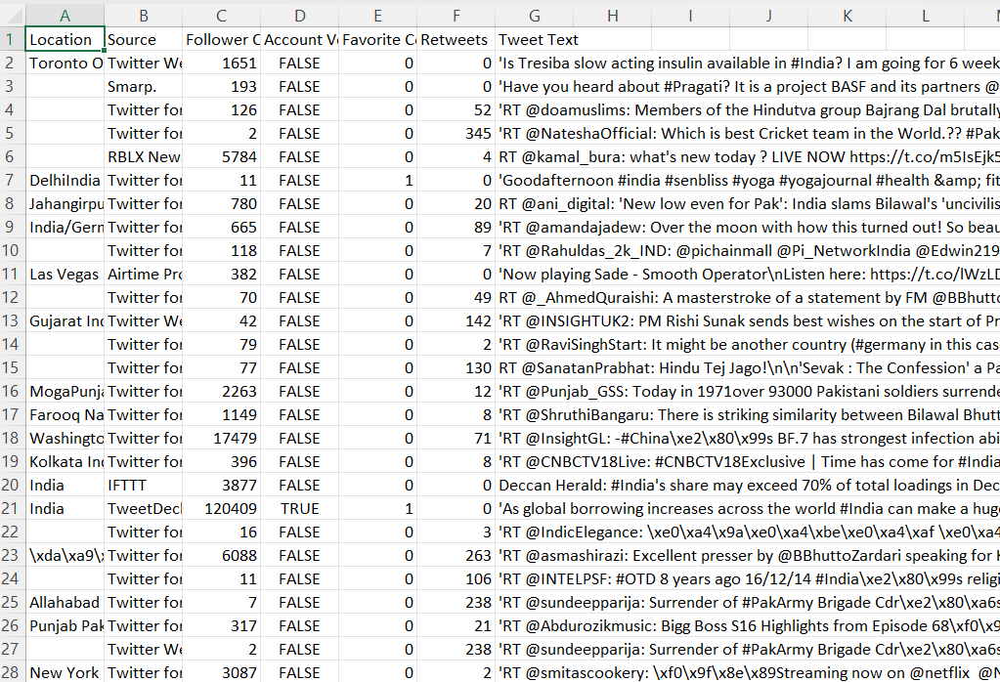 A B C D E F G H I J K L
1 Location Source Follower C Account Ve Favorite Co Retweets Tweet Text
2 Toronto O Twitter We 1651 FALSE 0 0 'Is Tresiba slow acting insulin available in #India? I am going for 6 week
3 Smarp. 193 FALSE 0 0 'Have you heard about #Pragati? It is a project BASF and its partners @
4 Twitter for 126 FALSE 0 52 'RT @doamuslims: Members of the Hindutva group Bajrang Dal brutally
5 Twitter for 2 FALSE 0 345 'RT @NateshaOfficial: Which is best Cricket team in the World.?? #Pak
6 RBLX New 5784 FALSE 0 4 RT @kamal_bura: what's new today ? LIVE NOW https://t.co/m5IsEjk5
7 DelhiIndia Twitter for 11 FALSE 1 0 'Goodafternoon #india #senbliss #yoga #yogajournal #health &amp; fit
8 Jahangirpu Twitter for 780 FALSE 0 20 RT @ani_digital: 'New low even for Pak': India slams Bilawal's 'uncivilis
9 India/Germ Twitter for 665 FALSE 0 89 'RT @amandajadew: Over the moon with how this turned out! So beau
10 Twitter for 118 FALSE 0 7 'RT @Rahuldas_2k_IND: @pichainmall @Pi_NetworkIndia @Edwin219
11 Las Vegas Airtime Pro 382 FALSE 0 0 'Now playing Sade - Smooth Operator\nListen here: https://t.co/lWzLD
12 Twitter for 70 FALSE 0 49 RT @_AhmedQuraishi: A masterstroke of a statement by FM @BBhutto
13 Gujarat Ind Twitter We 42 FALSE 0 142 'RT @INSIGHTUK2: PM Rishi Sunak sends best wishes on the start of Pr
14 Twitter for 79 FALSE 0 2 'RT @RaviSinghStart: It might be another country (#germany in this cas
15 Twitter for 77 FALSE 0 130 RT @SanatanPrabhat: Hindu Tej Jago!\n\n'Sevak : The Confession' a Pa
16 MogaPunja Twitter for 2263 FALSE 0 12 'RT @Punjab_GSS: Today in 1971over 93000 Pakistani soldiers surrende
17 Farooq Na Twitter for 1149 FALSE 0 8 'RT @ShruthiBangaru: There is striking similarity between Bilawal Bhutt
18 Washingto Twitter for 17479 FALSE 0 71 'RT @InsightGL: -#China\xe2\x80\x99s BF.7 has strongest infection abi
19 Kolkata Ind Twitter for 396 FALSE 0 8 'RT @CNBCTV18Live: #CNBCTV18Exclusive | Time has come for #India
20 India IFTTT 3877 FALSE 0 0 Deccan Herald: #India's share may exceed 70% of total loadings in Dec
21 India TweetDeck 120409 TRUE 1 0 'As global borrowing increases across the world #India can make a hug
22 Twitter for 16 FALSE 0 3 'RT @IndicElegance: \xe0\xa4\x9a\xe0\xa4\xbe\xe0\xa4\xaf \xe0\xa4
23 \xda\xa9\x Twitter for 6088 FALSE 0 263 'RT @asmashirazi: Excellent presser by @BBhuttoZardari speaking for
24 Twitter for 11 FALSE 0 106 'RT @INTELPSF: #OTD 8 years ago 16/12/14 #India\xe2\x80\x99s religi
25 Allahabad Twitter for 7 FALSE 0 238 'RT @sundeepparija: Surrender of #PakArmy Brigade Cdr\xe2\x80\xa6s
26 Punjab Pak Twitter for 317 FALSE 0 21 'RT @Abdurozikmusic: Bigg Boss S16 Highlights from Episode 68\xf0\x9
27 Twitter We 2 FALSE 0 238 'RT @sundeepparija: Surrender of #PakArmy Brigade Cdr\xe2\x80\xa6s
28 New York Twitter for 3087 FALSE 0 2 'RT @smitascookery: \xf0\x9f\x8e\x89Streaming now on @netflix